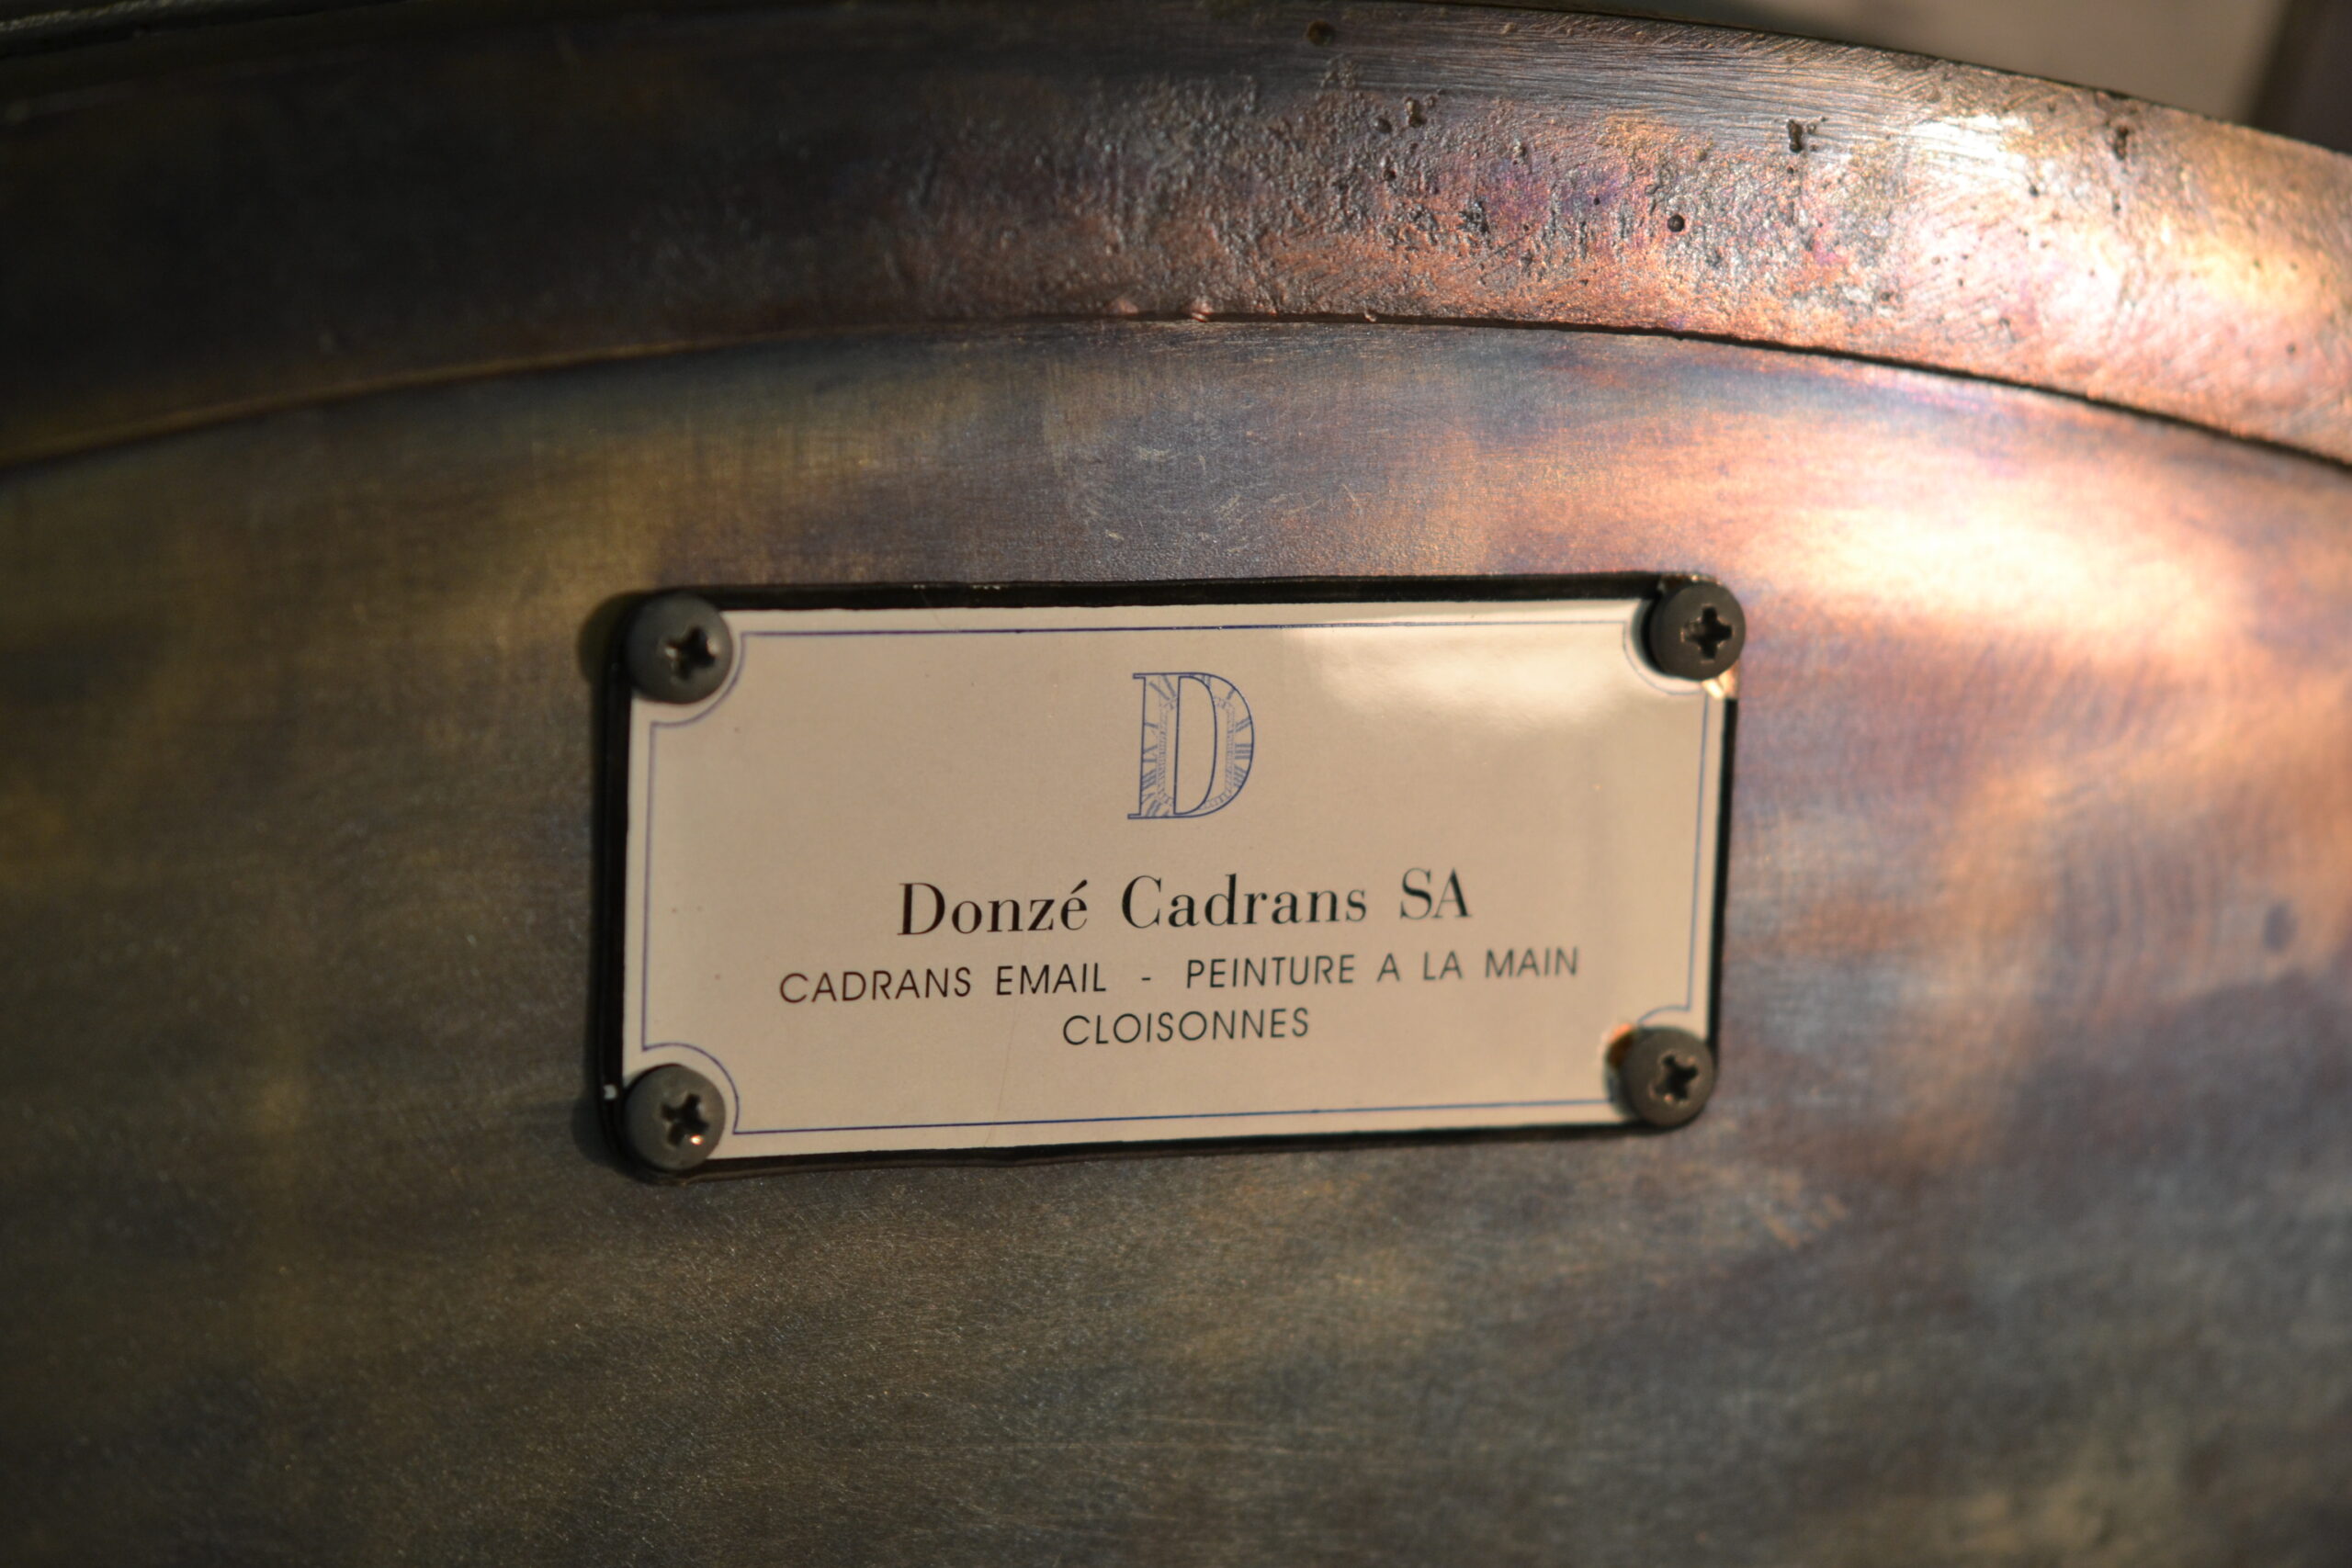 D
Donzé Cadrans SA
CADRANS EMAIL - PEINTURE A LA MAIN
CLOISONNES